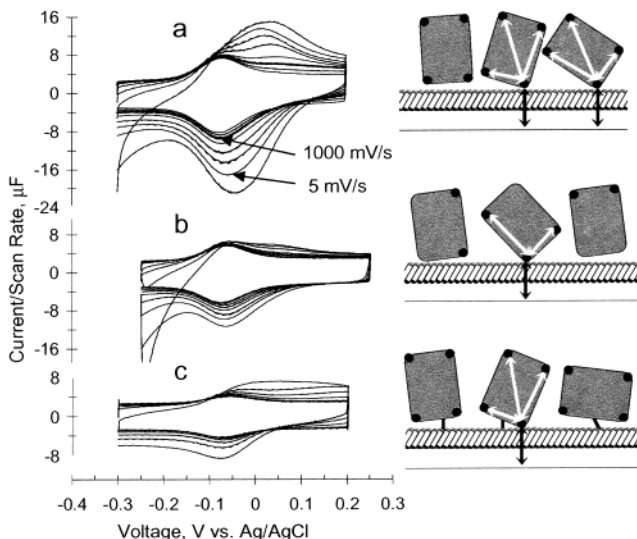 16
8
0
-8
-16
-24
a
1000 mV/s
5 mV/s
8
0
-8
-16
b
8
0
-8
c
-0.4 -0.3 -0.2 -0.1 0 0.1 0.2 0.3
Current/Scan Rate, μF
Voltage, V vs. Ag/AgCl